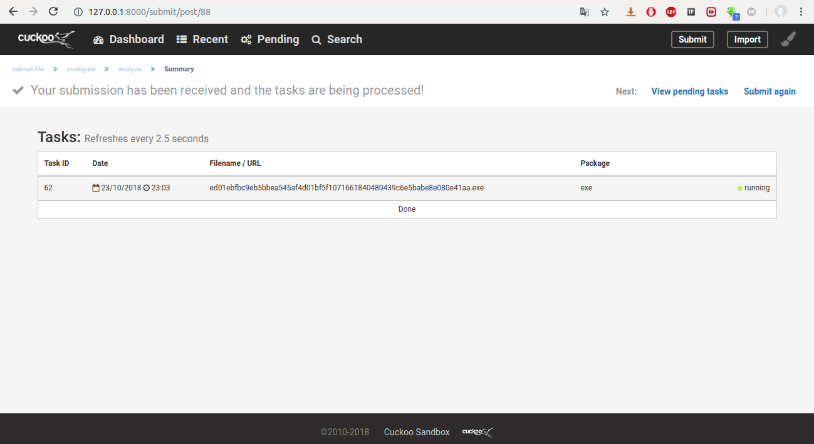 127.0.0.1:8000/submit/post/88
cuckoo Dashboard Recent Pending Search Submit Import
submit file » configure » analyze » Summary
Your submission has been received and the tasks are being processed! Next: View pending tasks Submit again
Tasks: Refreshes every 2.5 seconds
Task ID Date Filename / URL Package
62 23/10/2018 23:03 ed01ebfbc9eb5bbea545af4d01bf5f1071661840480439c6e5babe8e080e41aa.exe exe running
Done
©2010-2018 Cuckoo Sandbox cuckoo